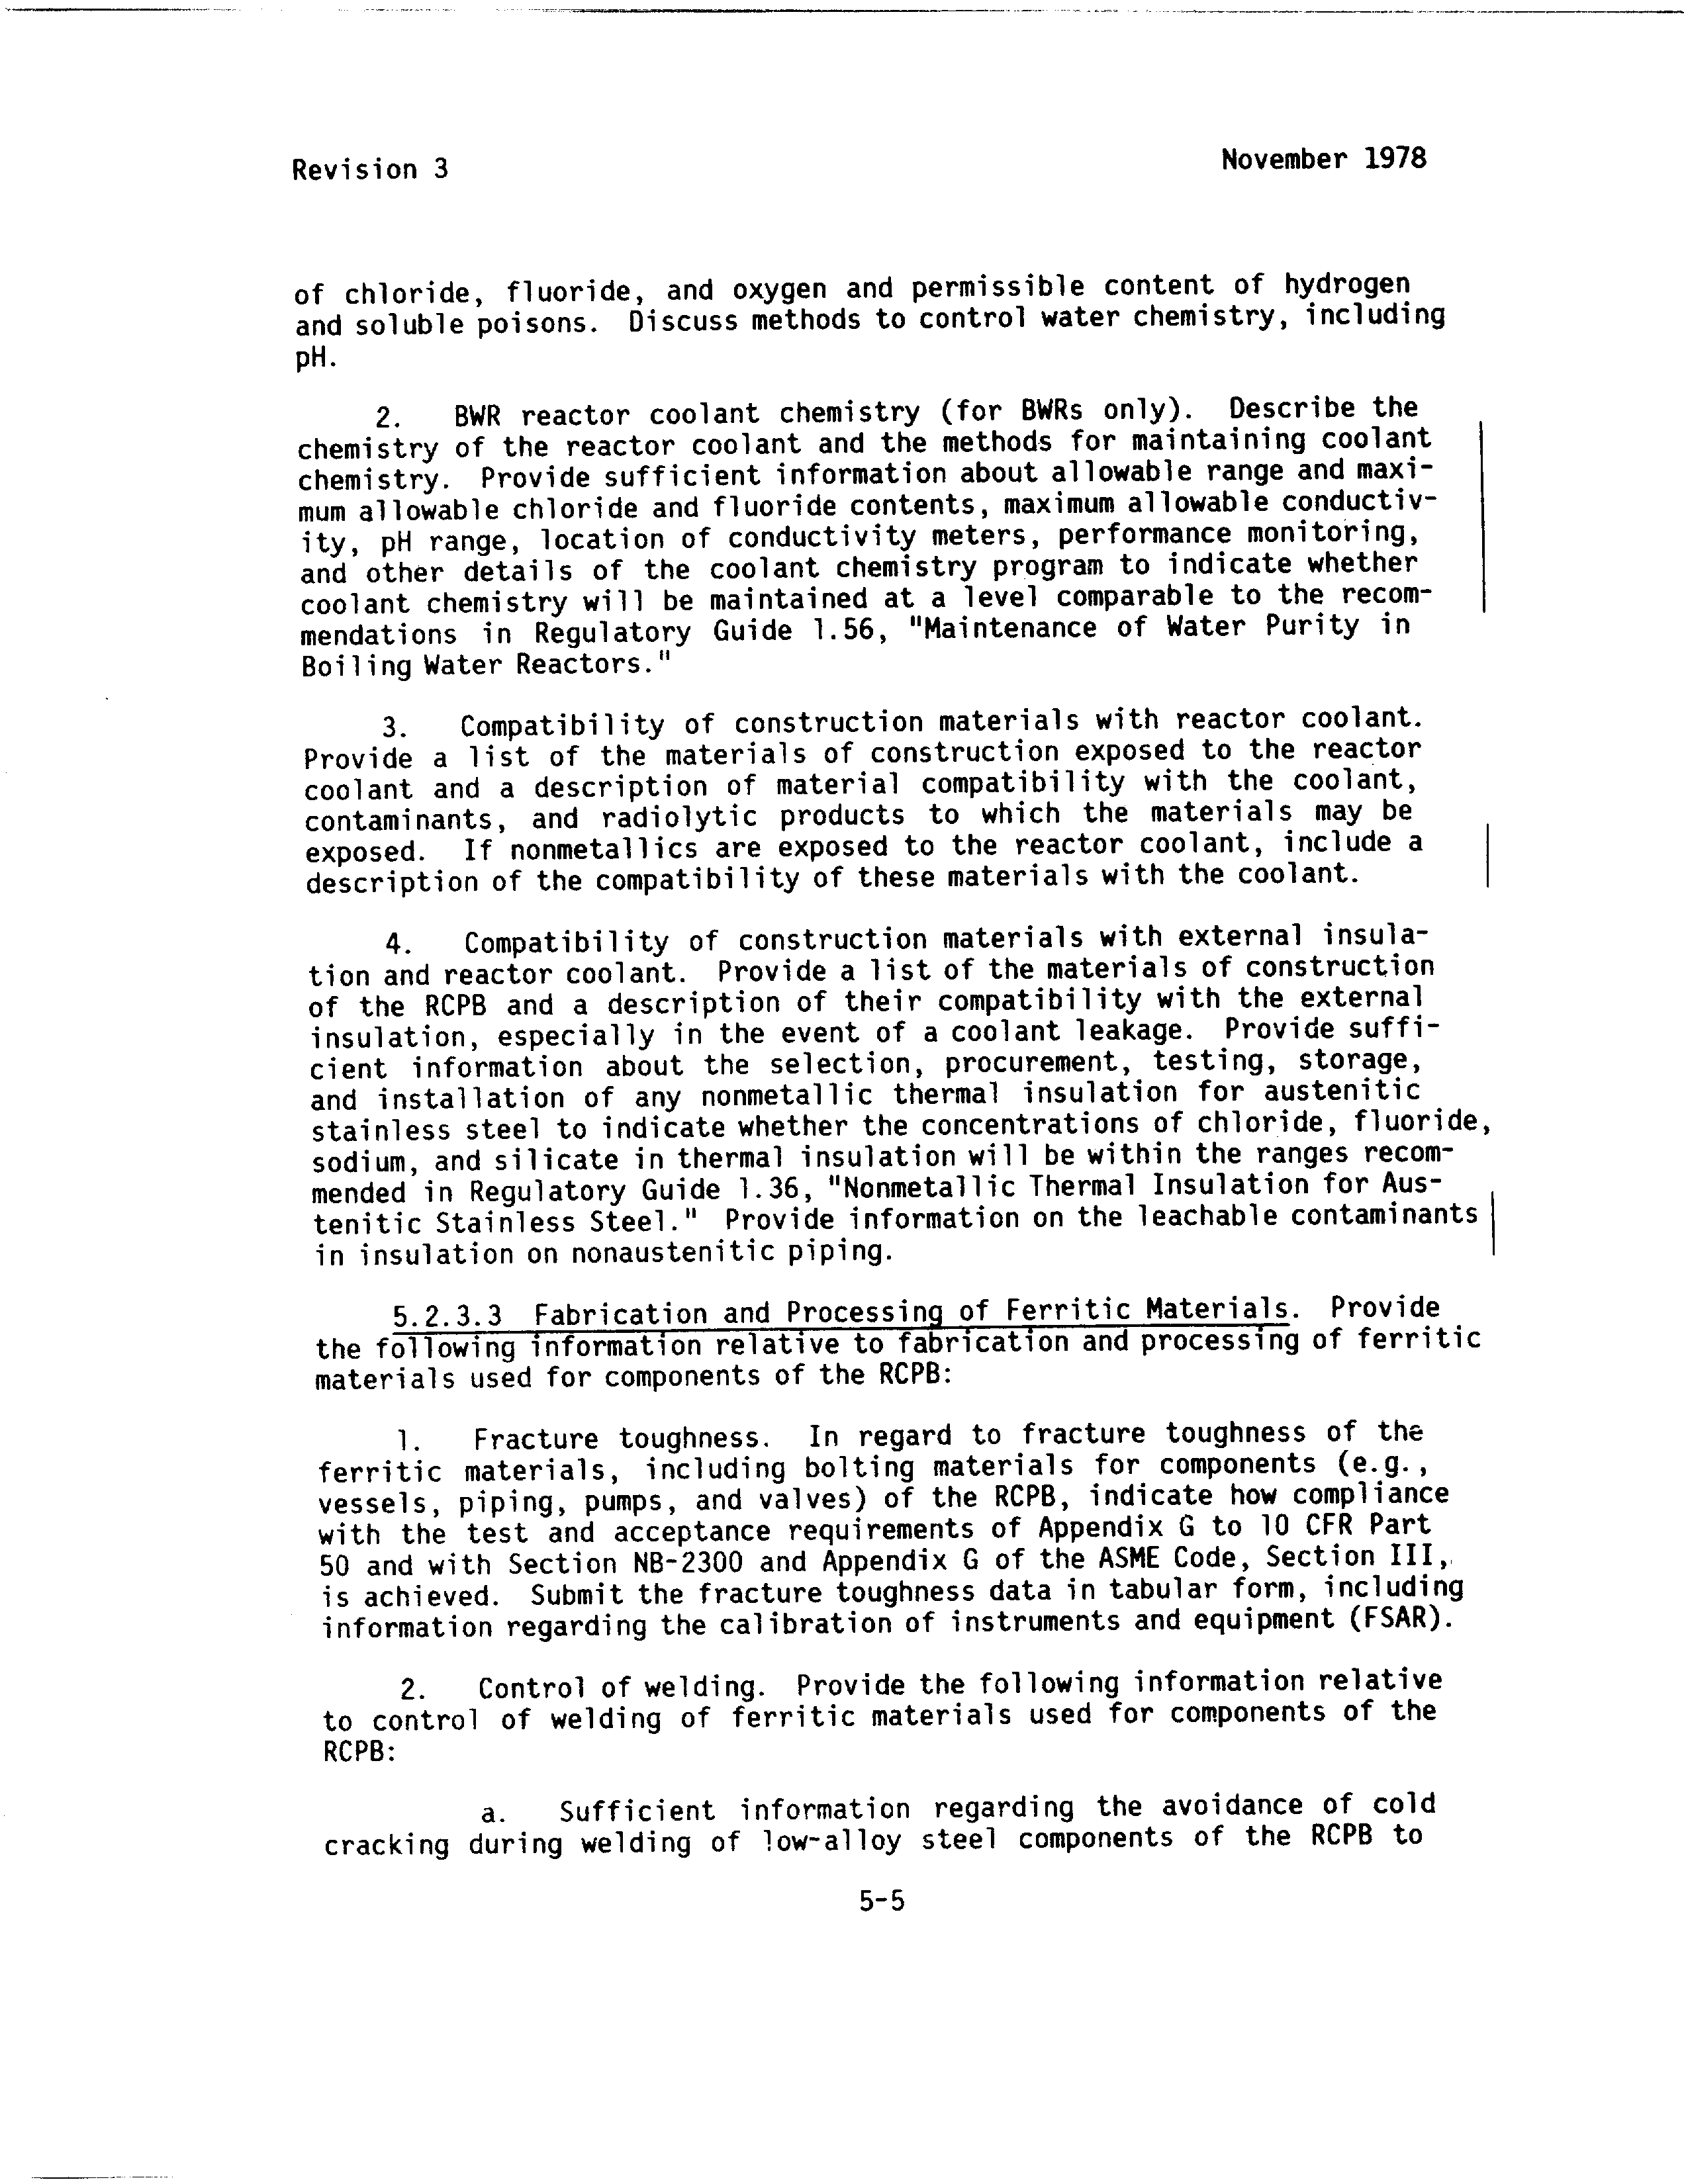 Revision 3
November 1978
of chloride, fluoride, and oxygen and permissible content of hydrogen
and soluble poisons. Discuss methods to control water chemistry, including
pH.
2. BWR reactor coolant chemistry (for BWRs only). Describe the
chemistry of the reactor coolant and the methods for maintaining coolant
chemistry. Provide sufficient information about allowable range and maxi-
mum allowable chloride and fluoride contents, maximum allowable conductiv-
ity, pH range, location of conductivity meters, performance monitoring,
and other details of the coolant chemistry program to indicate whether
coolant chemistry will be maintained at a level comparable to the recom-
mendations in Regulatory Guide 1.56, "Maintenance of Water Purity in
Boiling Water Reactors."
3. Compatibility of construction materials with reactor coolant.
Provide a list of the materials of construction exposed to the reactor
coolant and a description of material compatibility with the coolant,
contaminants, and radiolytic products to which the materials may be
exposed. If nonmetallics are exposed to the reactor coolant, include a
description of the compatibility of these materials with the coolant.
4. Compatibility of construction materials with external insula-
tion and reactor coolant. Provide a list of the materials of construction
of the RCPB and a description of their compatibility with the external
insulation, especially in the event of a coolant leakage. Provide suffi-
cient information about the selection, procurement, testing, storage,
and installation of any nonmetallic thermal insulation for austenitic
stainless steel to indicate whether the concentrations of chloride, fluoride,
sodium, and silicate in thermal insulation will be within the ranges recom-
mended in Regulatory Guide 1.36, "Nonmetallic Thermal Insulation for Aus-
tenitic Stainless Steel." Provide information on the leachable contaminants
in insulation on nonaustenitic piping.
5.2.3.3 Fabrication and Processing of Ferritic Materials. Provide
the following information relative to fabrication and processing of ferritic
materials used for components of the RCPB:
1. Fracture toughness. In regard to fracture toughness of the
ferritic materials, including bolting materials for components (e.g.,
vessels, piping, pumps, and valves) of the RCPB, indicate how compliance
with the test and acceptance requirements of Appendix G to 10 CFR Part
50 and with Section NB-2300 and Appendix G of the ASME Code, Section III,
is achieved. Submit the fracture toughness data in tabular form, including
information regarding the calibration of instruments and equipment (FSAR).
2. Control of welding. Provide the following information relative
to control of welding of ferritic materials used for components of the
RCPB:
a. Sufficient information regarding the avoidance of cold
cracking during welding of low-alloy steel components of the RCPB to
5-5